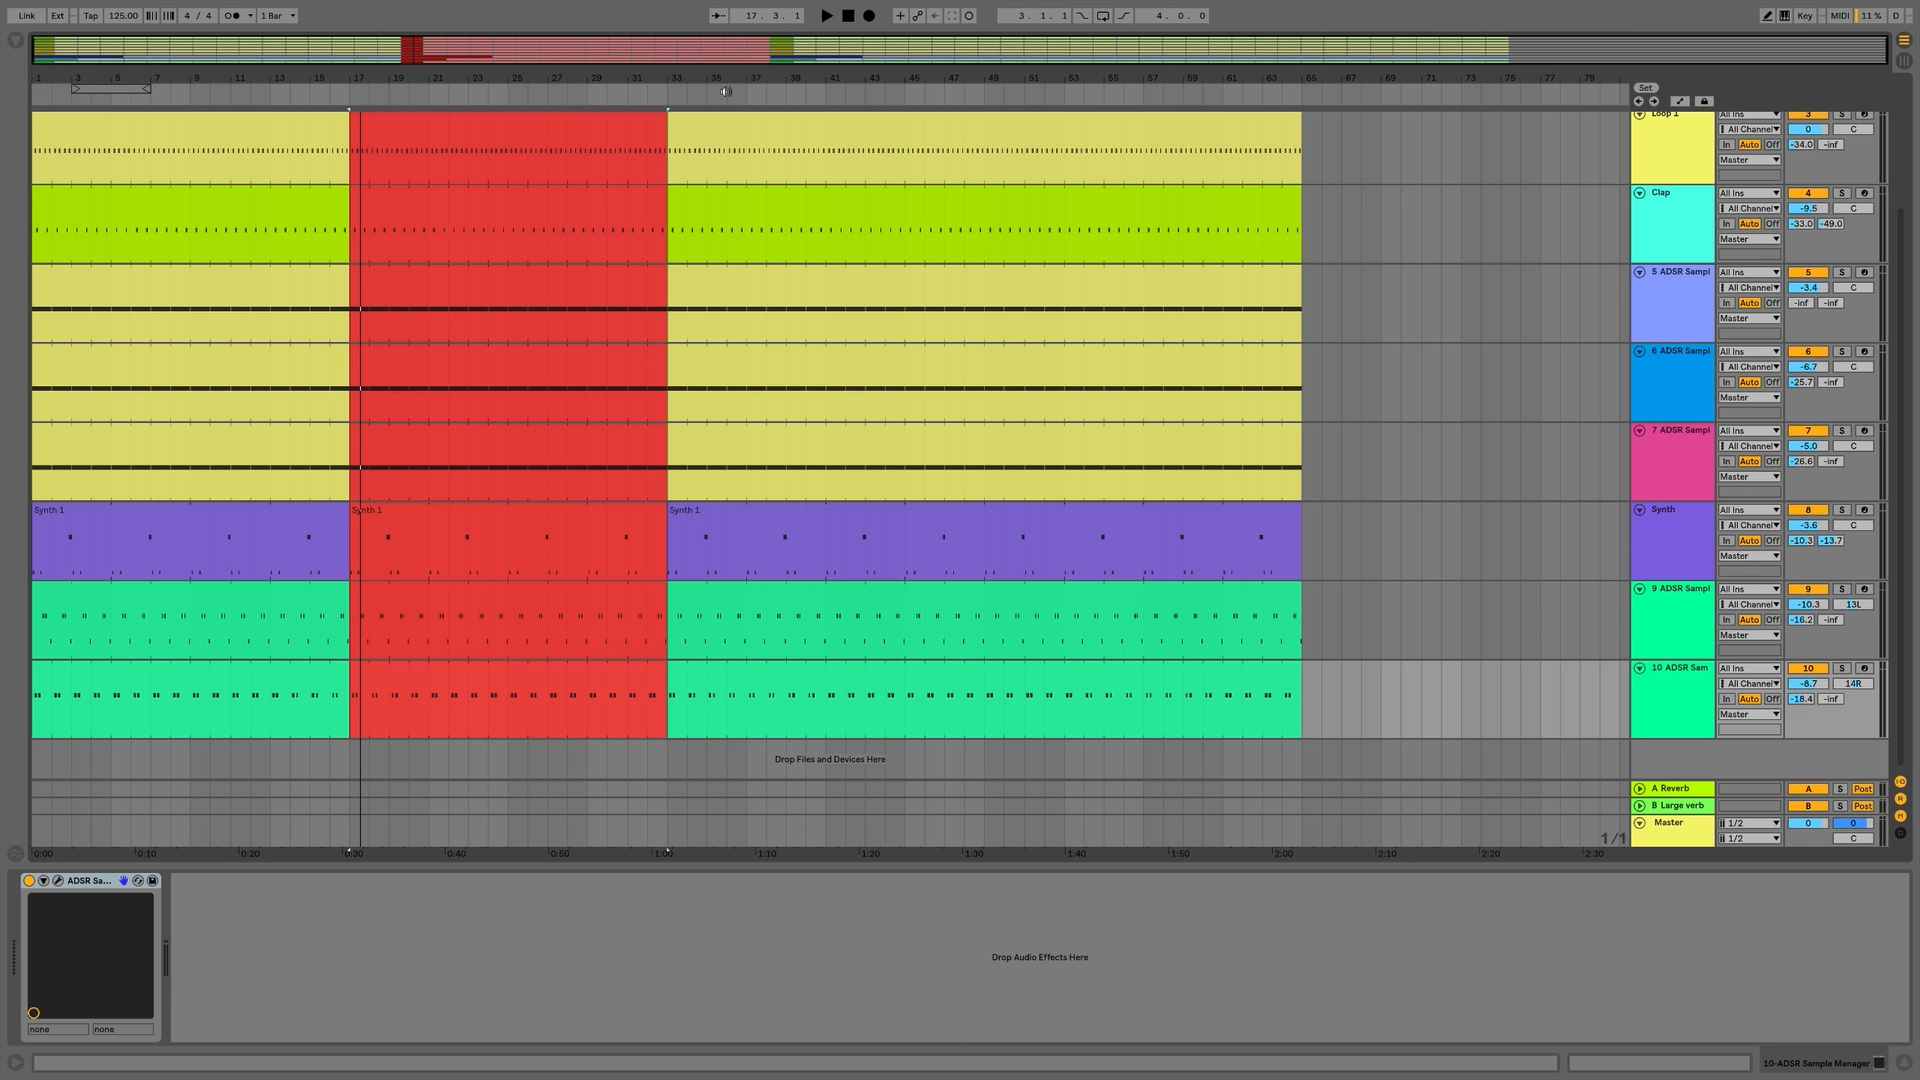 Link Ext Tap 125.00 4 / 4 1 Bar 17 . 3 . 1 3 . 1 . 1 4 . 0 . 0 Key MIDI 11 % D
1 3 5 7 9 11 13 15 17 19 21 23 25 27 29 31 33 35 37 39 41 43 45 47 49 51 53 55 57 59 61 63 65 67 69 71 73 75 77 79
Set
Loop 1 All Ins 3 S
All Channel 0 C
In Auto Off -34.0 -inf
Master
Clap All Ins 4 S
All Channel -9.5 C
In Auto Off -33.0 -49.0
Master
5 ADSR Sampl All Ins 5 S
All Channel -3.4 C
In Auto Off -inf -inf
Master
6 ADSR Sampl All Ins 6 S
All Channel -6.7 C
In Auto Off -25.7 -inf
Master
7 ADSR Sampl All Ins 7 S
All Channel -5.0 C
In Auto Off -26.6 -inf
Master
Synth 1 Synth 1 Synth 1 Synth All Ins 8 S
All Channel -3.6 C
In Auto Off -10.3 -13.7
Master
9 ADSR Sampl All Ins 9 S
All Channel -10.3 13L
In Auto Off -16.2 -inf
Master
10 ADSR Sam All Ins 10 S
All Channel -8.7 14R
In Auto Off -18.4 -inf
Master
Drop Files and Devices Here
A Reverb A S Post
B Large verb B S Post
Master 1/2 0 0
1/1 1/2 C
0:00 0:10 0:20 0:30 0:40 0:50 1:00 1:10 1:20 1:30 1:40 1:50 2:00 2:10 2:20 2:30
ADSR Sa...
Drop Audio Effects Here
none none
10-ADSR Sample Manager